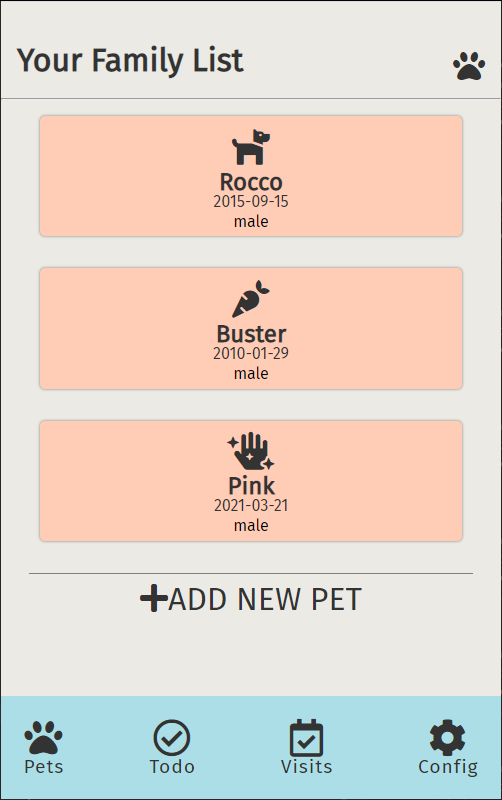 Your Family List
Rocco
2015-09-15
male
Buster
2010-01-29
male
Pink
2021-03-21
male
ADD NEW PET
Pets Todo Visits Config